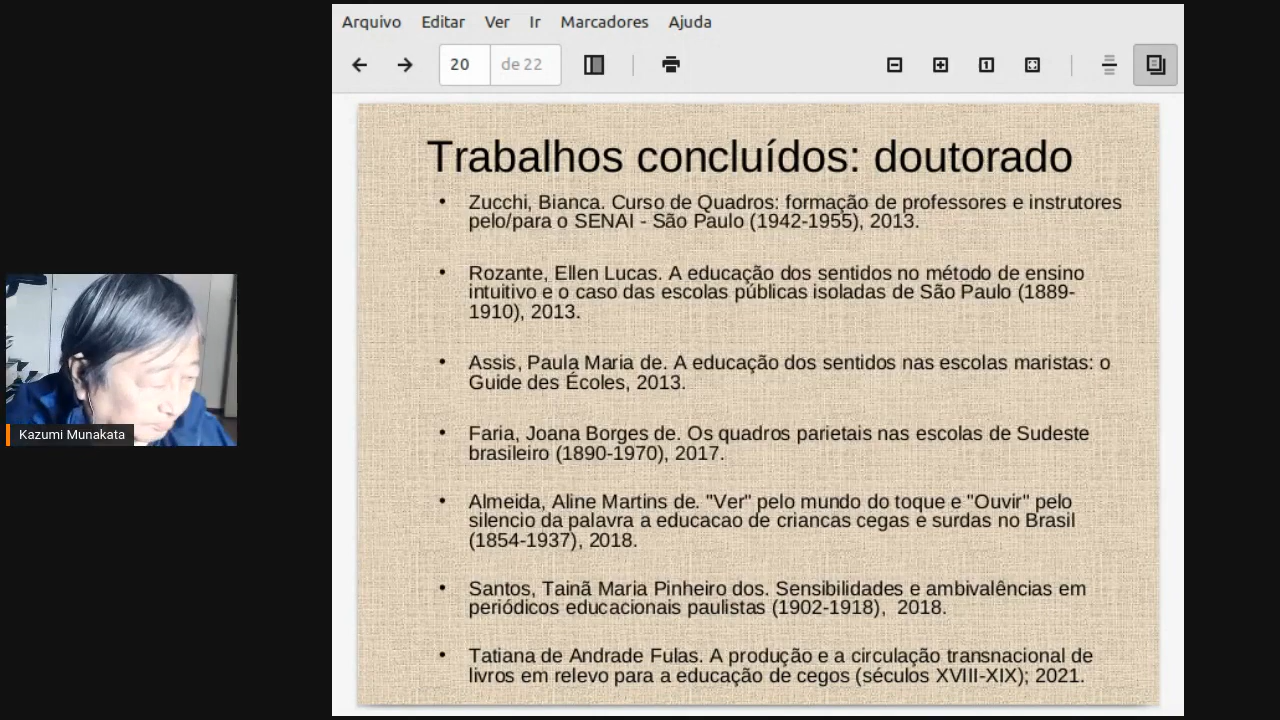 Arquivo Editar Ver Ir Marcadores Ajuda
20 de 22
Trabalhos concluídos: doutorado
• Zucchi, Bianca. Curso de Quadros: formação de professores e instrutores
pelo/para o SENAI - São Paulo (1942-1955), 2013.
• Rozante, Ellen Lucas. A educação dos sentidos no método de ensino
intuitivo e o caso das escolas públicas isoladas de São Paulo (1889-
1910), 2013.
• Assis, Paula Maria de. A educação dos sentidos nas escolas maristas: o
Guide des Écoles, 2013.
• Faria, Joana Borges de. Os quadros parietais nas escolas de Sudeste
brasileiro (1890-1970), 2017.
• Almeida, Aline Martins de. "Ver" pelo mundo do toque e "Ouvir" pelo
silencio da palavra a educacao de criancas cegas e surdas no Brasil
(1854-1937), 2018.
• Santos, Tainã Maria Pinheiro dos. Sensibilidades e ambivalências em
periódicos educacionais paulistas (1902-1918), 2018.
• Tatiana de Andrade Fulas. A produção e a circulação transnacional de
livros em relevo para a educação de cegos (séculos XVIII-XIX); 2021.
Kazumi Munakata